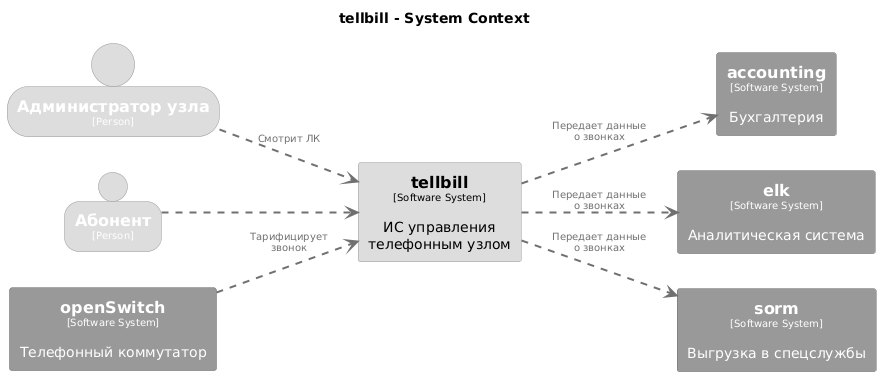 tellbill - System Context
Администратор узла
[Person]
Смотрит ЛК
Абонент
[Person]
openSwitch
[Software System]
Телефонный коммутатор
Тарифицирует
звонок
tellbill
[Software System]
ИС управления
телефонным узлом
Передает данные
о звонках
accounting
[Software System]
Бухгалтерия
Передает данные
о звонках
elk
[Software System]
Аналитическая система
Передает данные
о звонках
sorm
[Software System]
Выгрузка в спецслужбы